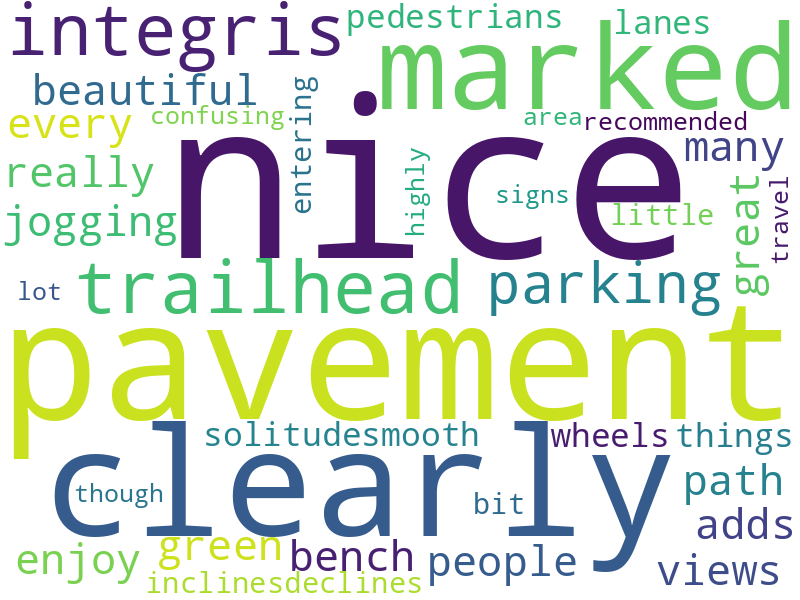 integris
pedestrians
lanes
marked
beautiful
every
confusing
entering
nice
highly
area
recommended
many
signs
little
really
jogging
great
travel
lot
trailhead
parking
pavement
clearly
solitudesmooth
wheels
things
though
bit
path
adds
enjoy
green
bench
people
views
inclinesdeclines